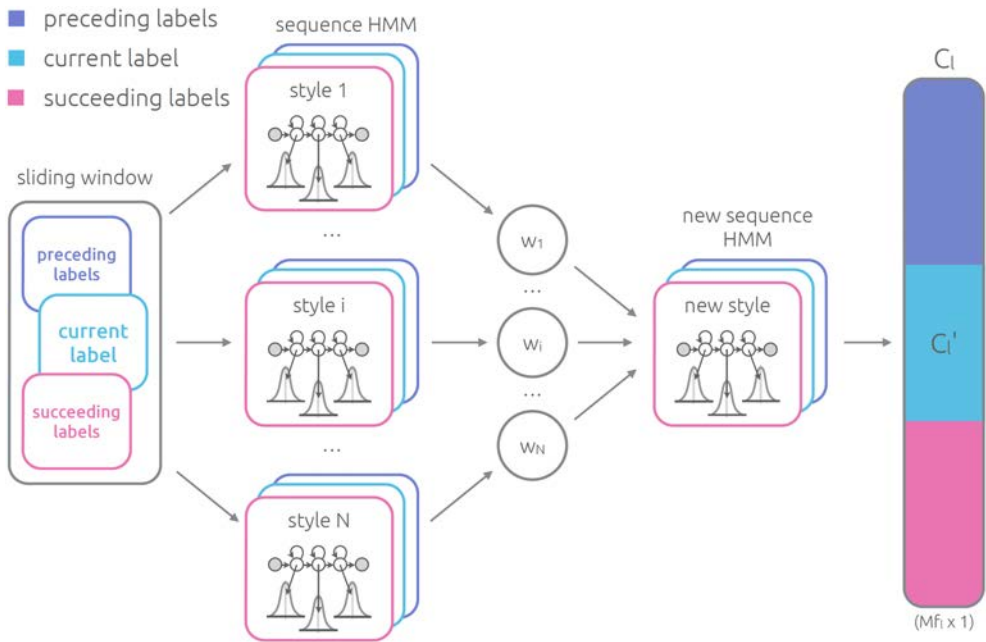 preceding labels
current label
succeeding labels
sequence HMM
style 1
...
sliding window
preceding
labels
current
label
succeeding
labels
style i
...
style N
w1
...
wi
...
wN
new sequence
HMM
new style
Cl
Cl'
(Mfl x 1)